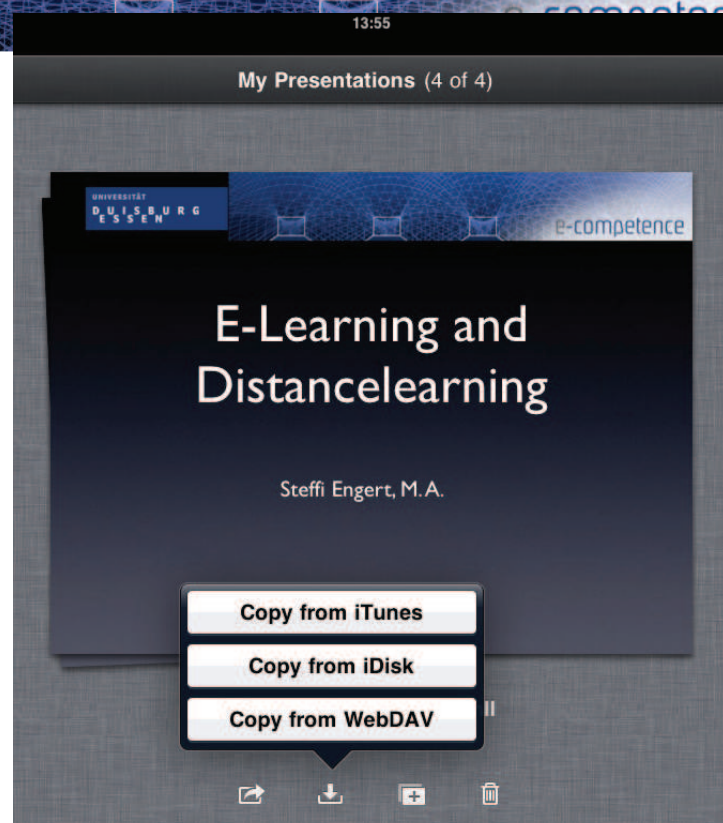 13:55
My Presentations (4 of 4)
UNIVERSITÄT
DUISBURG
ESSEN
e-competence
E-Learning and
Distancelearning
Steffi Engert, M.A.
Copy from iTunes
Copy from iDisk
Copy from WebDAV